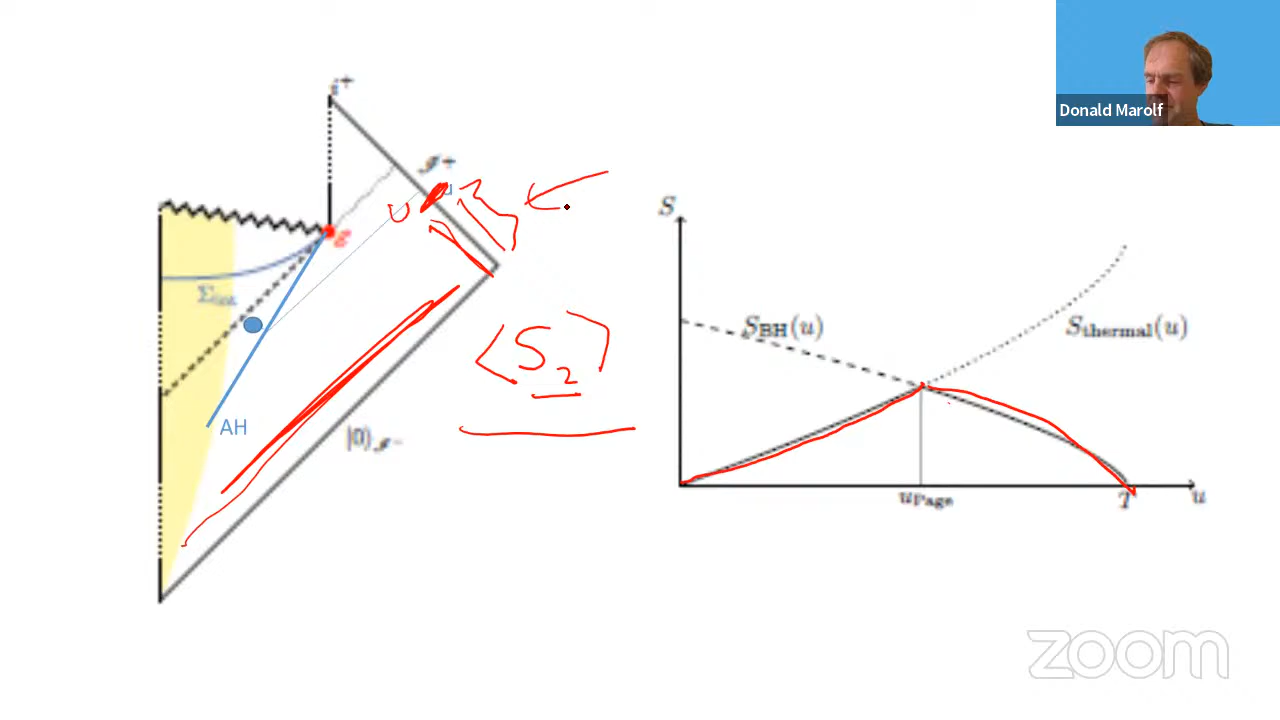 Donald Marolf
i⁺
𝓘⁺
u
U
AH
|0⟩𝓘⁻
⟨S₂⟩
S
S_BH(u)
S_thermal(u)
u_Page
T
u
zoom